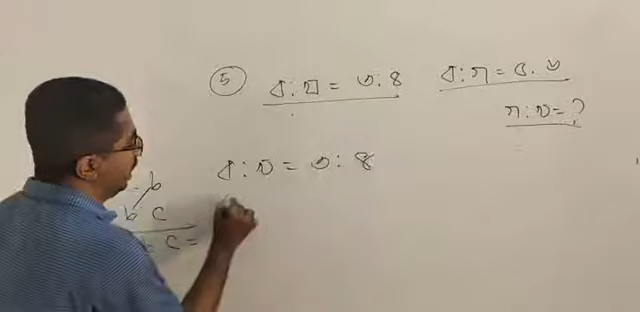 ⑤ ক:খ = ৩:৪ ক:গ = ৫:৬
গ:খ = ?
ক:খ = ৩:৪
b
b c
c =